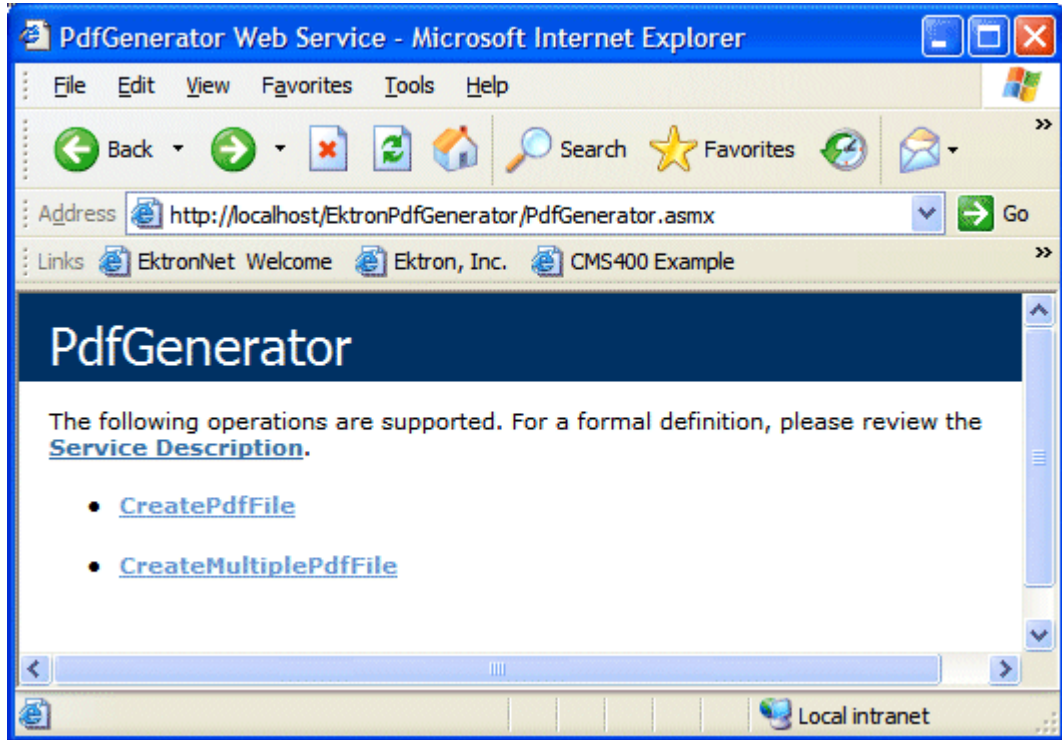 PdfGenerator Web Service - Microsoft Internet Explorer
File Edit View Favorites Tools Help
Back Search Favorites »
Address http://localhost/EktronPdfGenerator/PdfGenerator.asmx Go
Links EktronNet Welcome Ektron, Inc. CMS400 Example »
PdfGenerator
The following operations are supported. For a formal definition, please review the
Service Description.
• CreatePdfFile
• CreateMultiplePdfFile
Local intranet